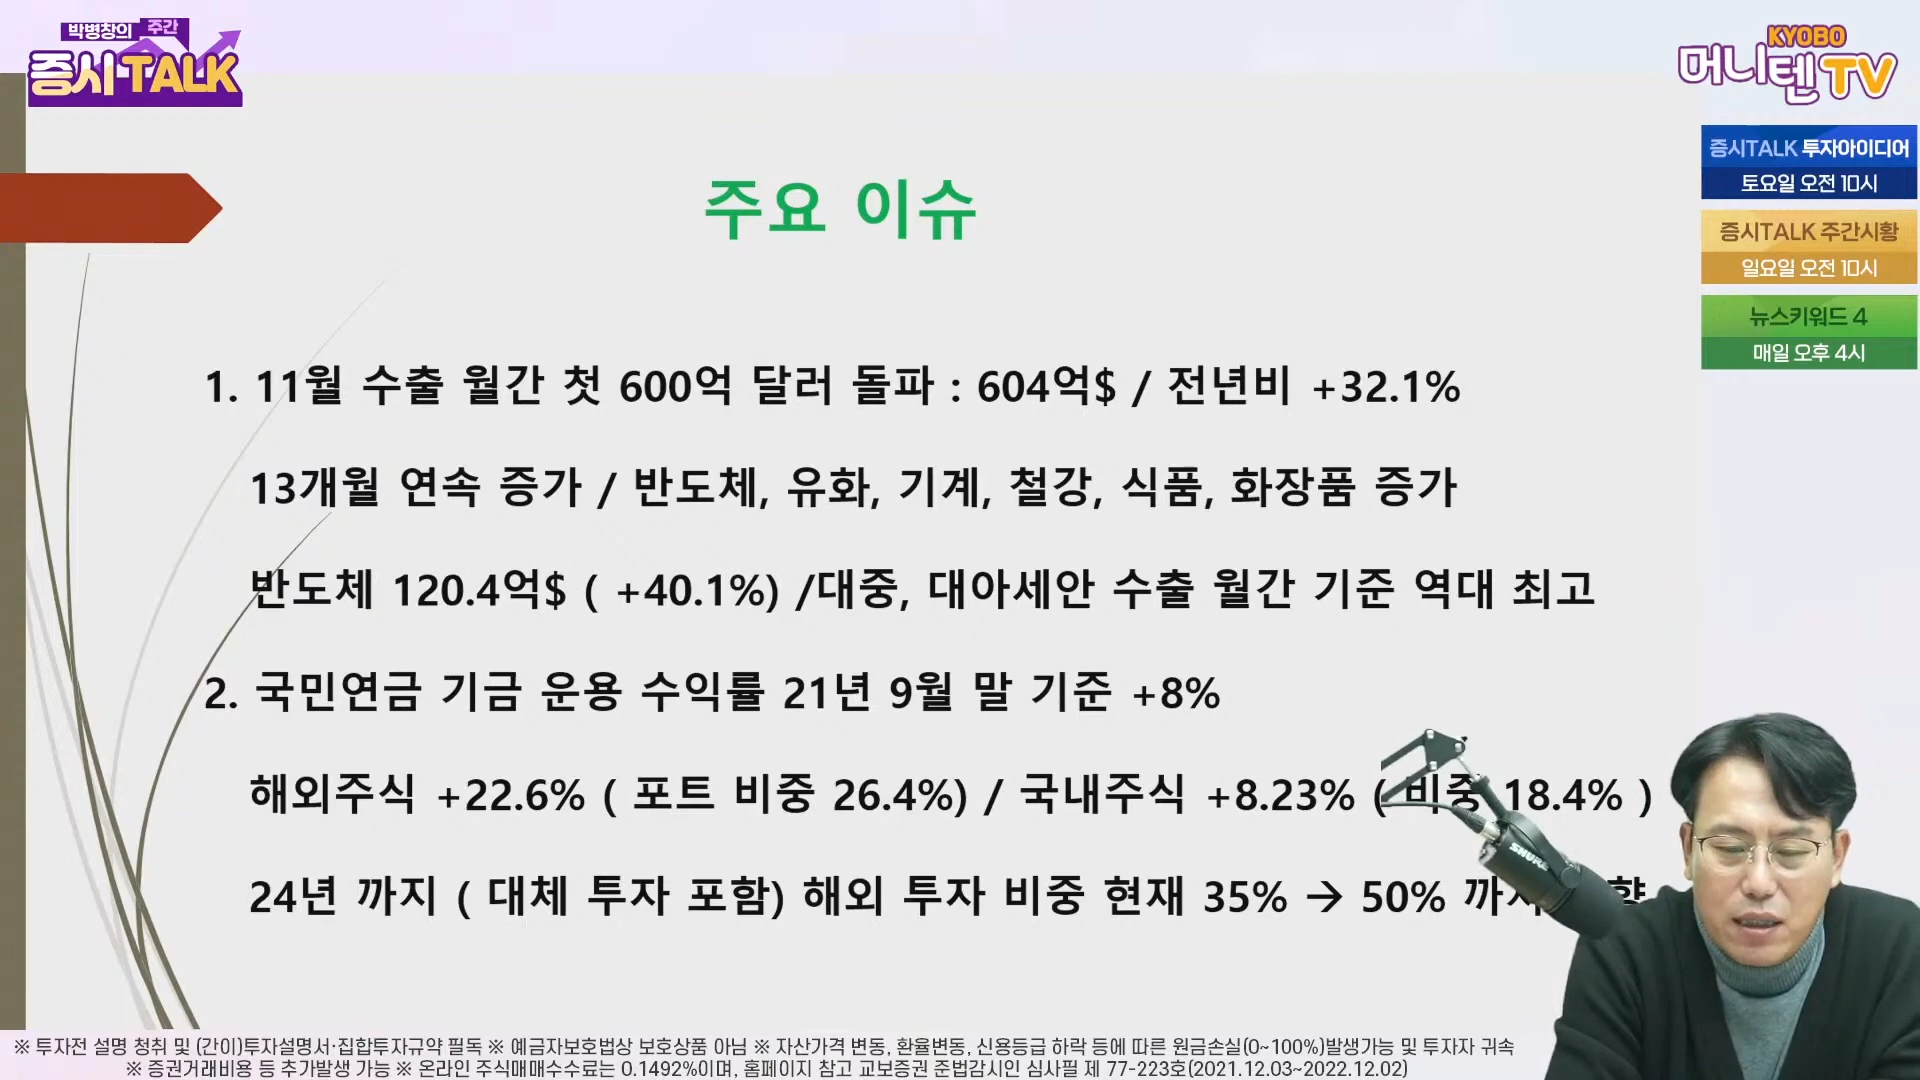 박병창의 주간
증시TALK
KYOBO
머니텐TV
증시TALK 투자아이디어
토요일 오전 10시
증시TALK 주간시황
일요일 오전 10시
뉴스키워드 4
매일 오후 4시
주요 이슈
1. 11월 수출 월간 첫 600억 달러 돌파 : 604억$ / 전년비 +32.1%
13개월 연속 증가 / 반도체, 유화, 기계, 철강, 식품, 화장품 증가
반도체 120.4억$ ( +40.1%) /대중, 대아세안 수출 월간 기준 역대 최고
2. 국민연금 기금 운용 수익률 21년 9월 말 기준 +8%
해외주식 +22.6% ( 포트 비중 26.4%) / 국내주식 +8.23% ( 비중 18.4% )
24년 까지 ( 대체 투자 포함) 해외 투자 비중 현재 35% → 50% 까지
SHURE
※ 투자전 설명 청취 및 (간이)투자설명서·집합투자규약 필독 ※ 예금자보호법상 보호상품 아님 ※ 자산가격 변동, 환율변동, 신용등급 하락 등에 따른 원금손실(0~100%)발생가능 및 투자자 귀속
※ 증권거래비용 등 추가발생 가능 ※ 온라인 주식매매수수료는 0.1492%이며, 홈페이지 참고 교보증권 준법감시인 심사필 제 77-223호(2021.12.03~2022.12.02)